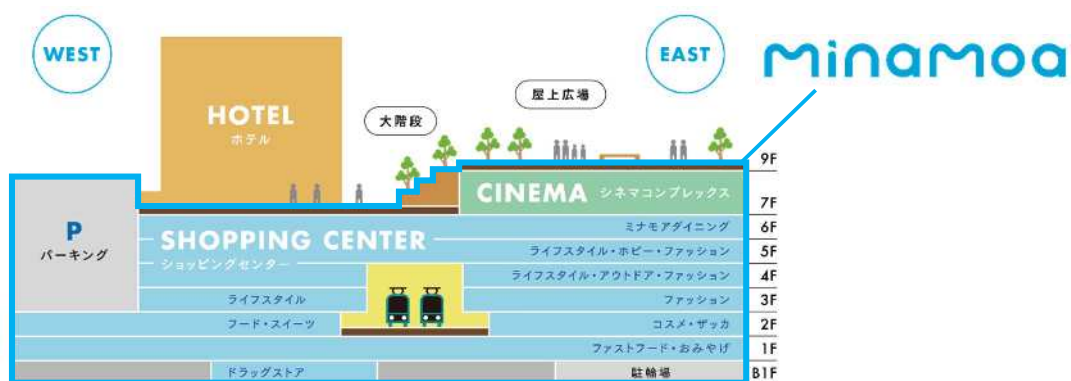 WEST
EAST
minamoa
HOTEL
ホテル
大階段
屋上広場
9F
CINEMA シネマコンプレックス
7F
P
パーキング
SHOPPING CENTER
ショッピングセンター
ミナモアダイニング
6F
ライフスタイル・ホビー・ファッション
5F
ライフスタイル・アウトドア・ファッション
4F
ライフスタイル
ファッション
3F
フード・スイーツ
コスメ・ザッカ
2F
ファストフード・おみやげ
1F
ドラッグストア
駐輪場
B1F